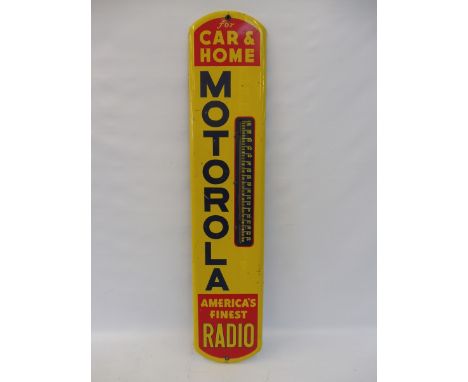 for
CAR &
HOME
MOTOROLA
AMERICA'S
FINEST
RADIO